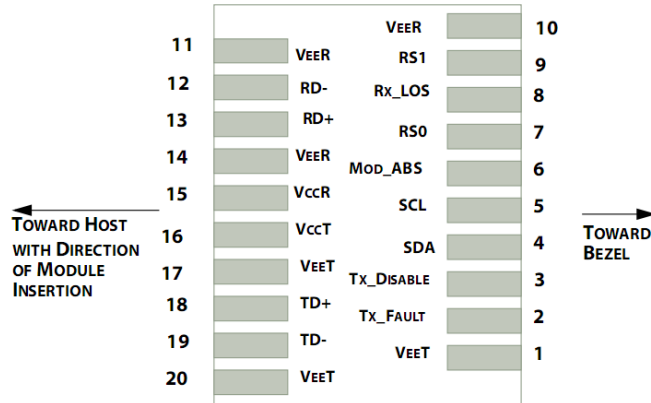 11 VEER
12 RD-
13 RD+
14 VEER
15 VCCR
16 VCCT
17 VEET
18 TD+
19 TD-
20 VEET
VEER 10
RS1 9
RX_LOS 8
RS0 7
MOD_ABS 6
SCL 5
SDA 4
TX_DISABLE 3
TX_FAULT 2
VEET 1
TOWARD HOST
WITH DIRECTION
OF MODULE
INSERTION
TOWARD
BEZEL